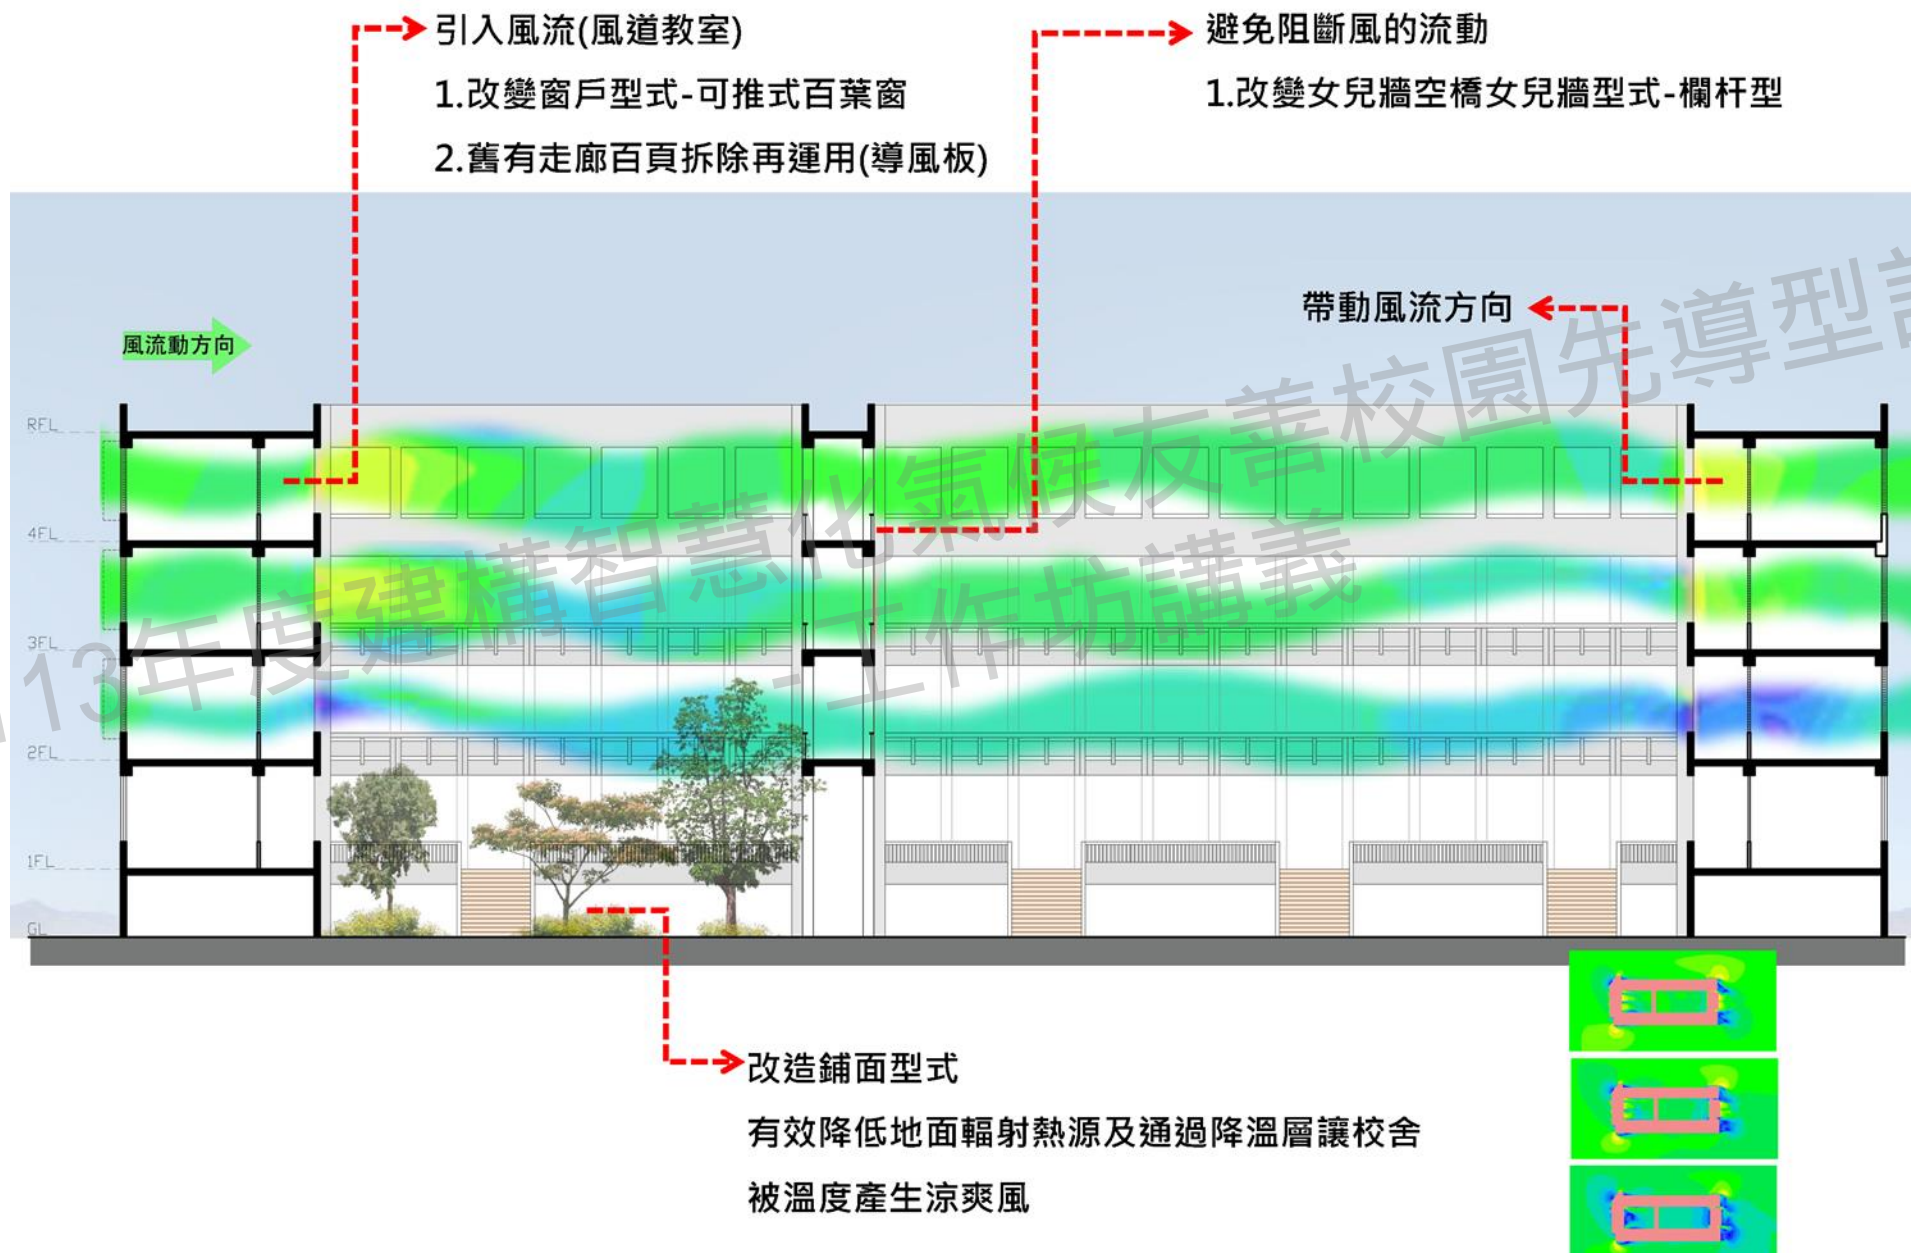 引入風流(風道教室)
1.改變窗戶型式-可推式百葉窗
2.舊有走廊百頁拆除再運用(導風板)
避免阻斷風的流動
1.改變女兒牆空橋女兒牆型式-欄杆型
帶動風流方向
風流動方向
RFL
4FL
3FL
2FL
1FL
GL
113年度建構智慧化氣候友善校園先導型計
-工作坊講義
改造鋪面型式
有效降低地面輻射熱源及通過降溫層讓校舍
被溫度產生涼爽風